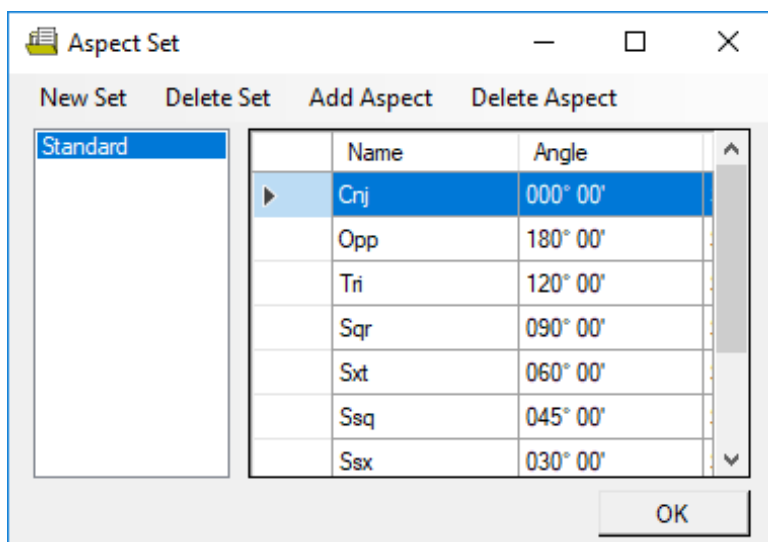 Aspect Set
New Set Delete Set Add Aspect Delete Aspect
Standard
Name Angle
Cnj 000° 00'
Opp 180° 00'
Tri 120° 00'
Sqr 090° 00'
Sxt 060° 00'
Ssq 045° 00'
Ssx 030° 00'
OK